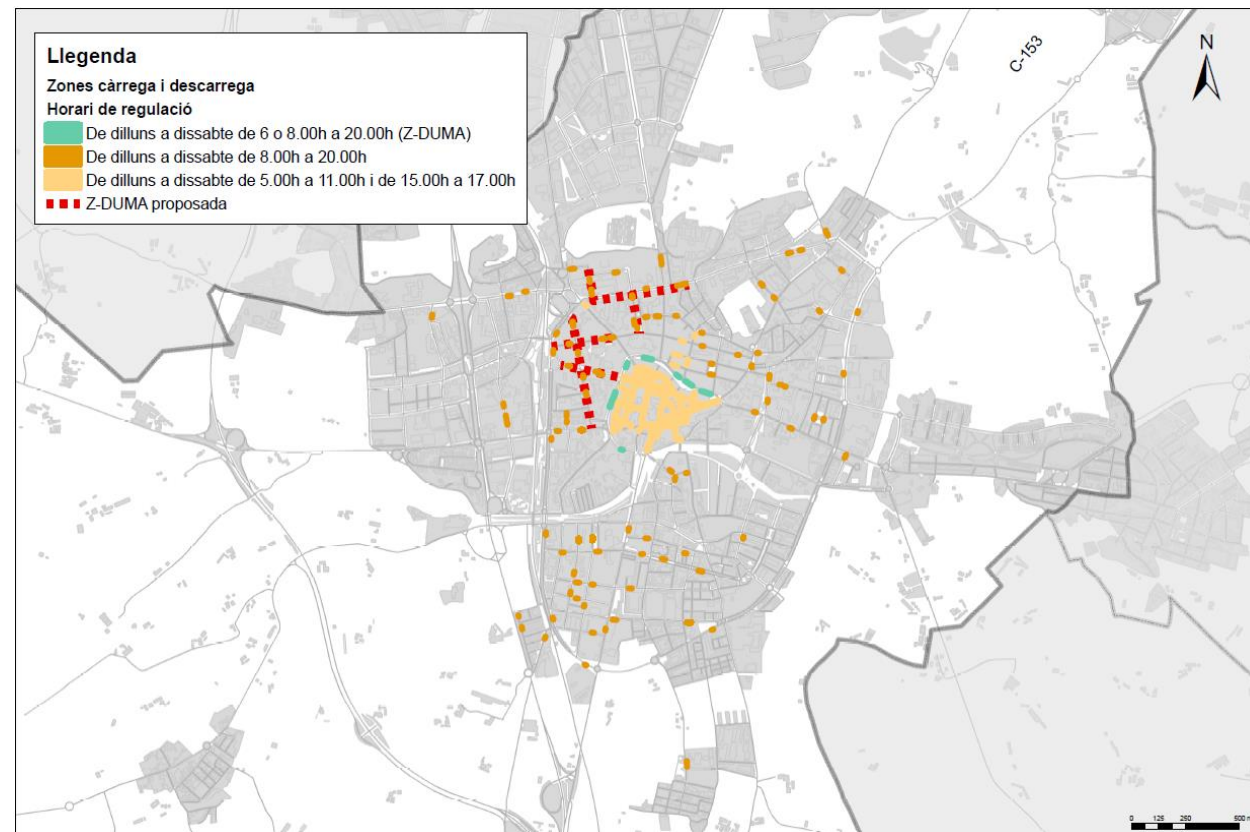 Llegenda
Zones càrrega i descarrega
Horari de regulació
De dilluns a dissabte de 6 o 8.00h a 20.00h (Z-DUMA)
De dilluns a dissabte de 8.00h a 20.00h
De dilluns a dissabte de 5.00h a 11.00h i de 15.00h a 17.00h
Z-DUMA proposada
C-153
N
0 125 250 500 m